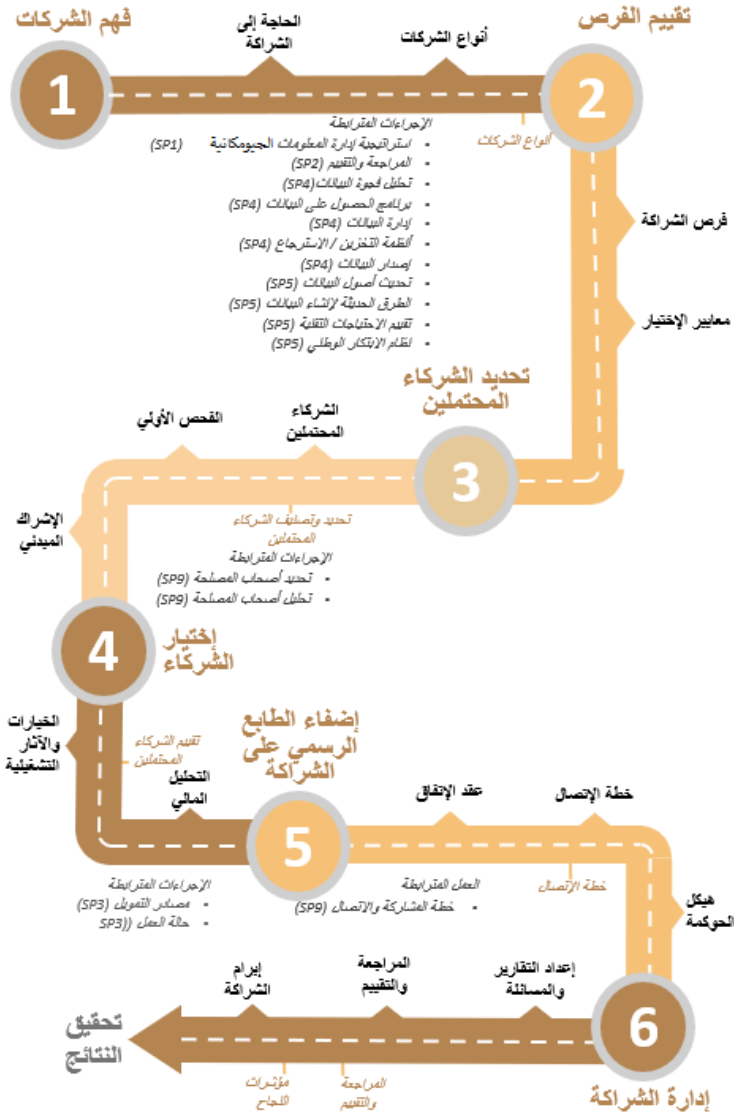 فهم الشركات
1
الحاجة إلى
الشراكة
أنواع الشركات
تقييم الفرص
2
أنواع الشركات
الإجراءات المترابطة
استراتيجية إدارة المعلومات الجيومكانية (SP1)
المراجعة والتقييم (SP2)
تحليل فجوة البيانات (SP4)
برنامج الحصول على البيانات (SP4)
إدارة البيانات (SP4)
أنظمة التخزين / الاسترجاع (SP4)
إصدار البيانات (SP4)
تحديث أصول البيانات (SP5)
الطرق الحديثة لإنشاء البيانات (SP5)
تقييم الاحتياجات التقنية (SP5)
نظام الابتكار الوطني (SP5)
فرص الشراكة
معايير الإختيار
تحديد الشركاء
المحتملين
3
الشركاء
المحتملين
الفحص الأولي
تحديد وتصنيف الشركاء
المحتملين
الإجراءات المترابطة
تحديد أصحاب المصلحة (SP9)
تحليل أصحاب المصلحة (SP9)
الإشراك
المبدئي
4
إختيار
الشركاء
الخيارات
والآثار
التشغيلية
تقييم الشركاء
المحتملين
التحليل
المالي
الإجراءات المترابطة
مصادر التمويل (SP3)
حالة العمل ((SP3
إضفاء الطابع
الرسمي على
الشراكة
5
عقد الإتفاق
خطة الإتصال
العمل المترابطة
خطة المشاركة والاتصال (SP9)
خطة الإتصال
هيكل
الحوكمة
6
إدارة الشراكة
إعداد التقارير
والمسائلة
المراجعة
والتقييم
إبرام
الشراكة
المراجعة
والتقييم
مؤشرات
النجاح
تحقيق
النتائج